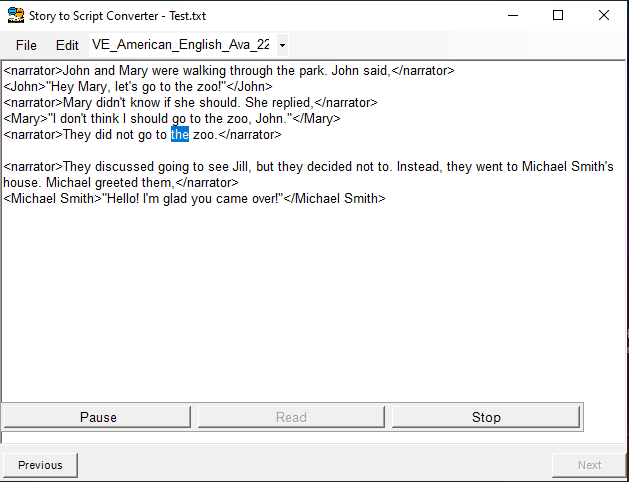 Story to Script Converter - Test.txt
File Edit VE_American_English_Ava_22
<narrator>John and Mary were walking through the park. John said,</narrator>
<John>"Hey Mary, let's go to the zoo!"</John>
<narrator>Mary didn't know if she should. She replied,</narrator>
<Mary>"I don't think I should go to the zoo, John."</Mary>
<narrator>They did not go to the zoo.</narrator>
<narrator>They discussed going to see Jill, but they decided not to. Instead, they went to Michael Smith's
house. Michael greeted them,</narrator>
<Michael Smith>"Hello! I'm glad you came over!"</Michael Smith>
Pause Read Stop
Previous Next